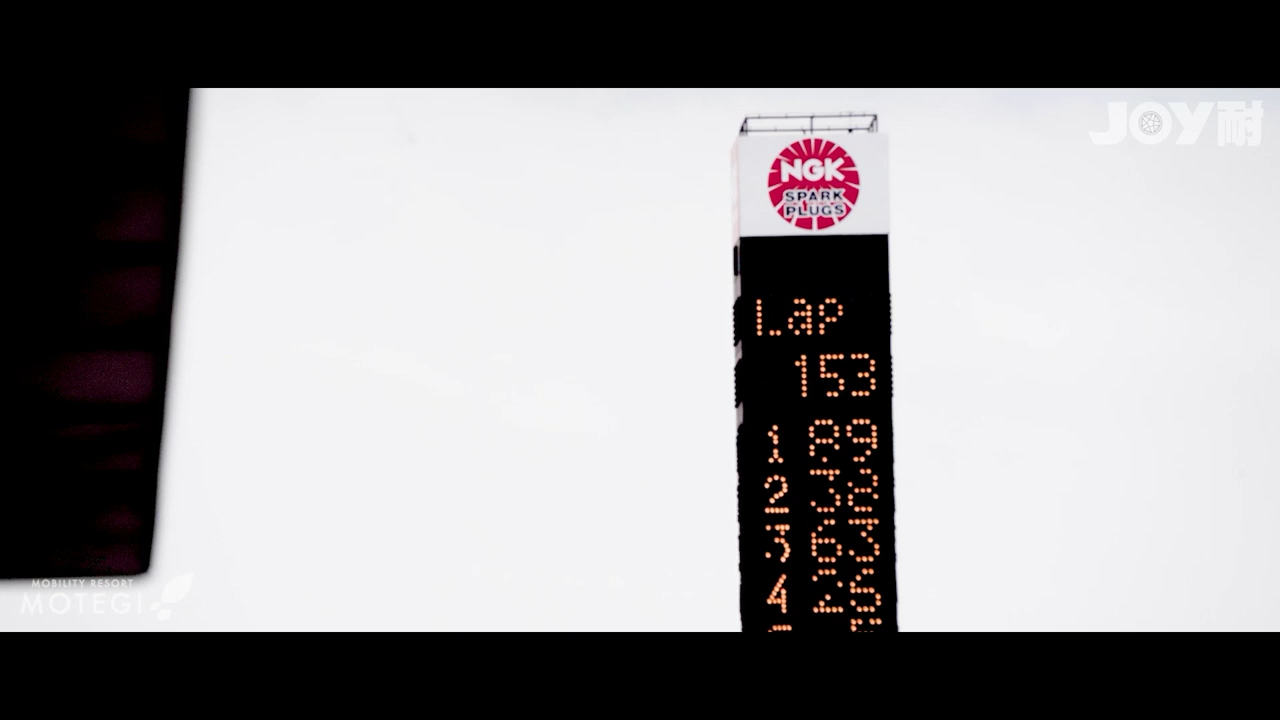 JOY耐
NGK
SPARK
PLUGS
Lap
153
1 89
2 32
3 63
4 26
MOBILITY RESORT
MOTEGI